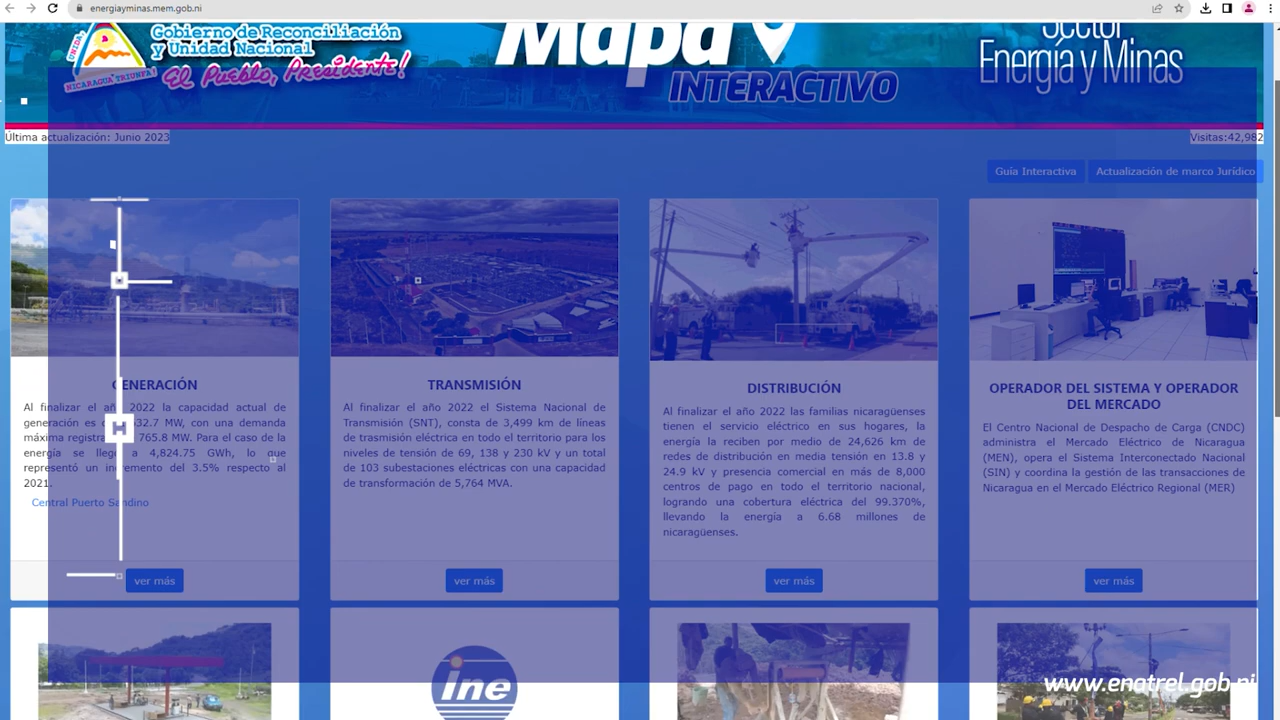 energiayminas.mem.gob.ni
Gobierno de Reconciliación
y Unidad Nacional
UNIDA,
NICARAGUA TRIUNFA!
El Pueblo, Presidente!
Mapa
INTERACTIVO
Sector
Energía y Minas
Última actualización: Junio 2023
Visitas:42,982
Guía Interactiva
Actualización de marco Jurídico
GENERACIÓN
Al finalizar el año 2022 la capacidad actual de
generación es 32.7 MW, con una demanda
máxima 765.8 MW. Para el caso de la
energía se a 4,824.75 GWh, lo que
representó un del 3.5% respecto al
2021.
Central Puerto Sandino
ver más
TRANSMISIÓN
Al finalizar el año 2022 el Sistema Nacional de
Transmisión (SNT), consta de 3,499 km de líneas
de trasmisión eléctrica en todo el territorio para los
niveles de tensión de 69, 138 y 230 kV y un total
de 103 subestaciones eléctricas con una capacidad
de transformación de 5,764 MVA.
ver más
DISTRIBUCIÓN
Al finalizar el año 2022 las familias nicaragüenses
tienen el servicio eléctrico en sus hogares, la
energía la reciben por medio de 24,626 km de
redes de distribución en media tensión en 13.8 y
24.9 kV y presencia comercial en más de 8,000
centros de pago en todo el territorio nacional,
logrando una cobertura eléctrica del 99.370%,
llevando la energía a 6.68 millones de
nicaragüenses.
ver más
OPERADOR DEL SISTEMA Y OPERADOR
DEL MERCADO
El Centro Nacional de Despacho de Carga (CNDC)
administra el Mercado Eléctrico de Nicaragua
(MEN), opera el Sistema Interconectado Nacional
(SIN) y coordina la gestión de las transacciones de
Nicaragua en el Mercado Eléctrico Regional (MER)
ver más
ine
www.enatrel.gob.ni